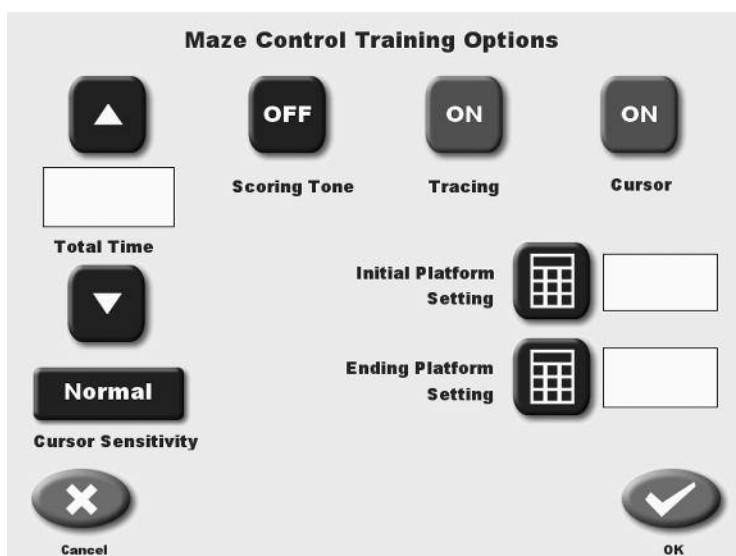 Maze Control Training Options
OFF
ON
ON
Scoring Tone
Tracing
Cursor
Total Time
Initial Platform
Setting
Ending Platform
Setting
Normal
Cursor Sensitivity
Cancel
OK